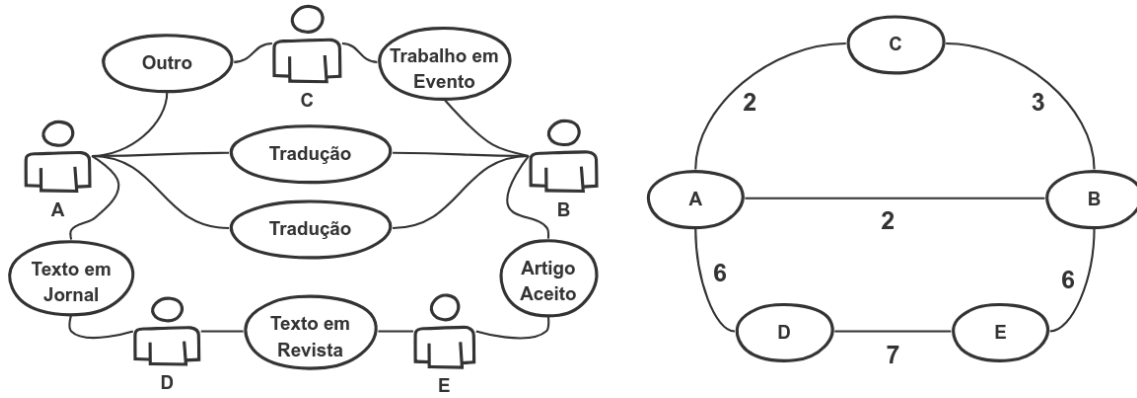 Outro
C
Trabalho em
Evento
A
Tradução
B
Tradução
Texto em
Jornal
D
Texto em
Revista
E
Artigo
Aceito
C
2
3
A
B
2
6
6
D
E
7